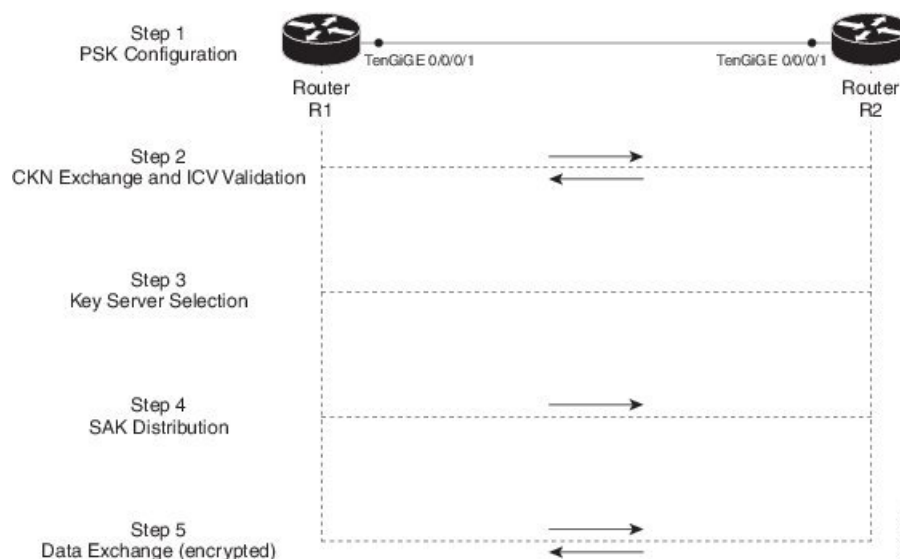 Step 1
PSK Configuration
TenGiGE 0/0/0/1
TenGiGE 0/0/0/1
Router
R1
Router
R2
Step 2
CKN Exchange and ICV Validation
Step 3
Key Server Selection
Step 4
SAK Distribution
Step 5
Data Exchange (encrypted)